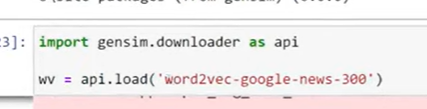 3]: import gensim.downloader as api
wv = api.load('word2vec-google-news-300')